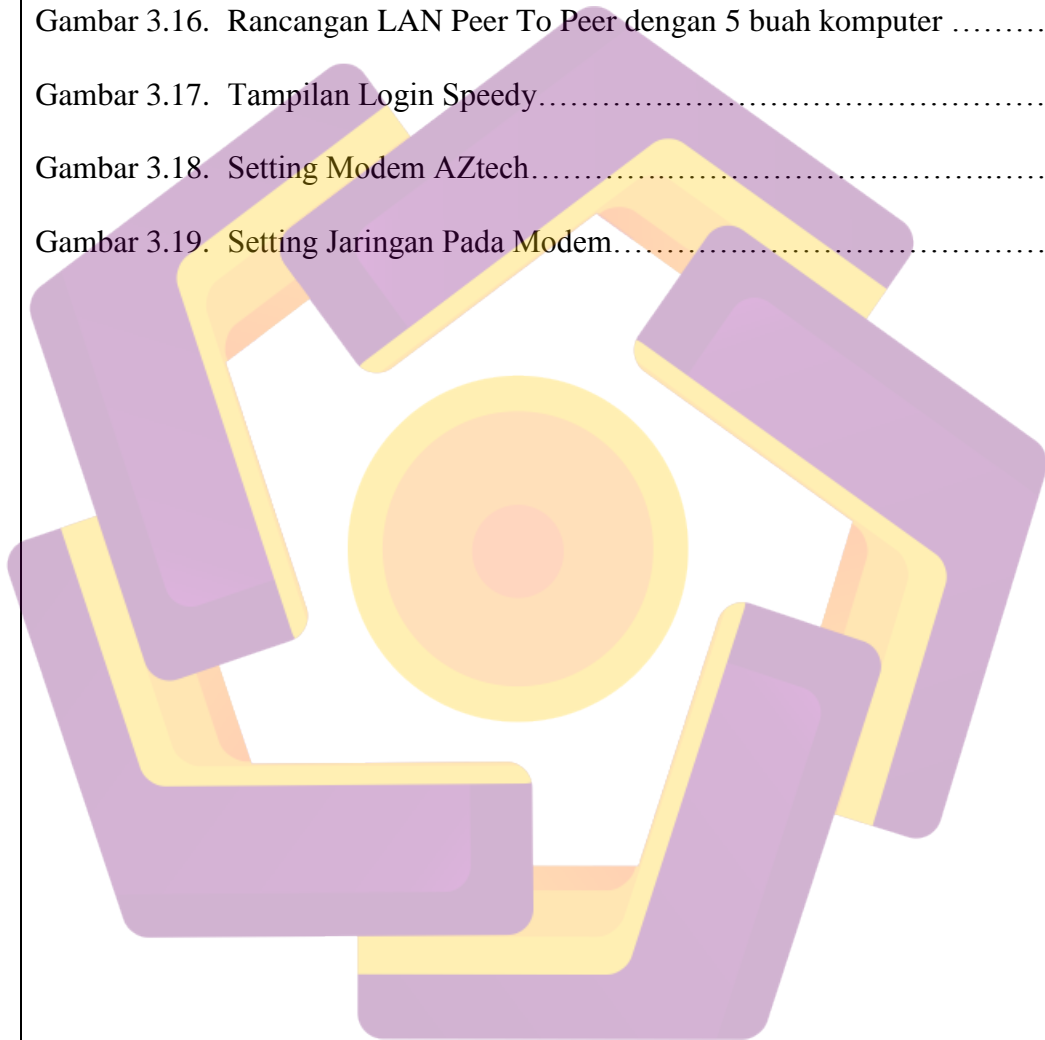 Gambar 3.16. Rancangan LAN Peer To Peer dengan 5 buah komputer ………
Gambar 3.17. Tampilan Login Speedy…………..………………………………
Gambar 3.18. Setting Modem AZtech…………..………………………………
Gambar 3.19. Setting Jaringan Pada Modem……………………………………